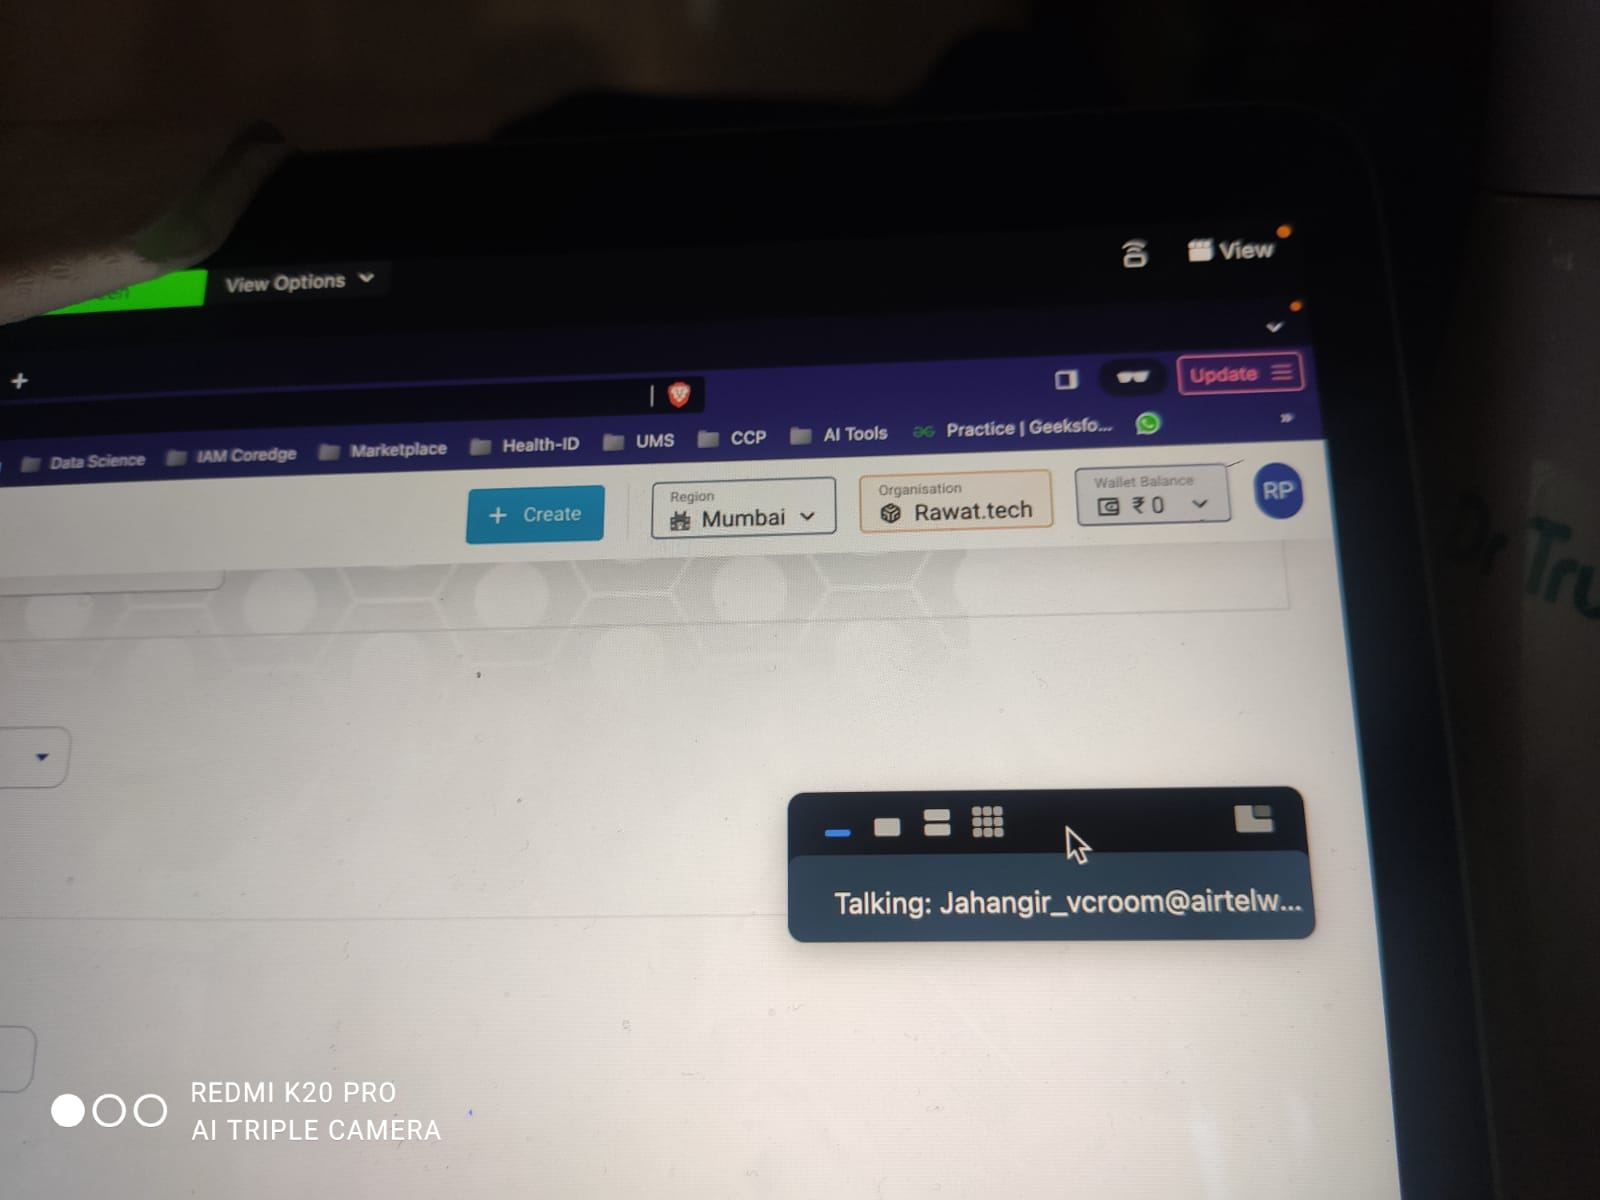 View
View Options
Update
Data Science
IAM Coredge
Marketplace
Health-ID
UMS
CCP
AI Tools
Practice | Geeksfo...
+ Create
Region
Mumbai
Organisation
Rawat.tech
Wallet Balance
₹ 0
RP
Talking: Jahangir_vcroom@airtelw...
REDMI K20 PRO
AI TRIPLE CAMERA